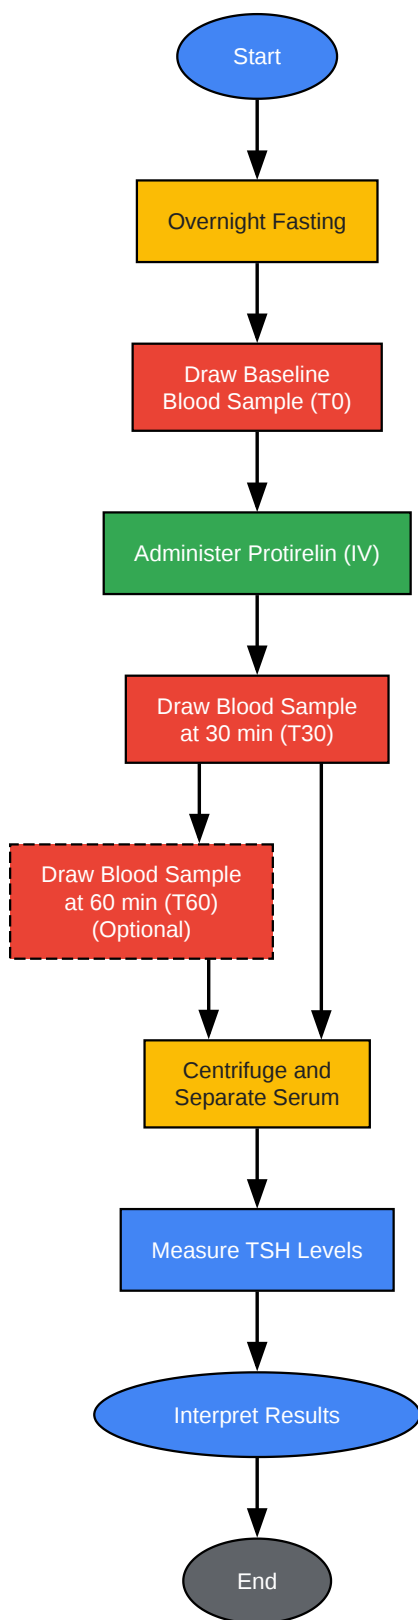 Start
Overnight Fasting
Draw Baseline
Blood Sample (T0)
Administer Protirelin (IV)
Draw Blood Sample
at 30 min (T30)
Draw Blood Sample
at 60 min (T60)
(Optional)
Centrifuge and
Separate Serum
Measure TSH Levels
Interpret Results
End